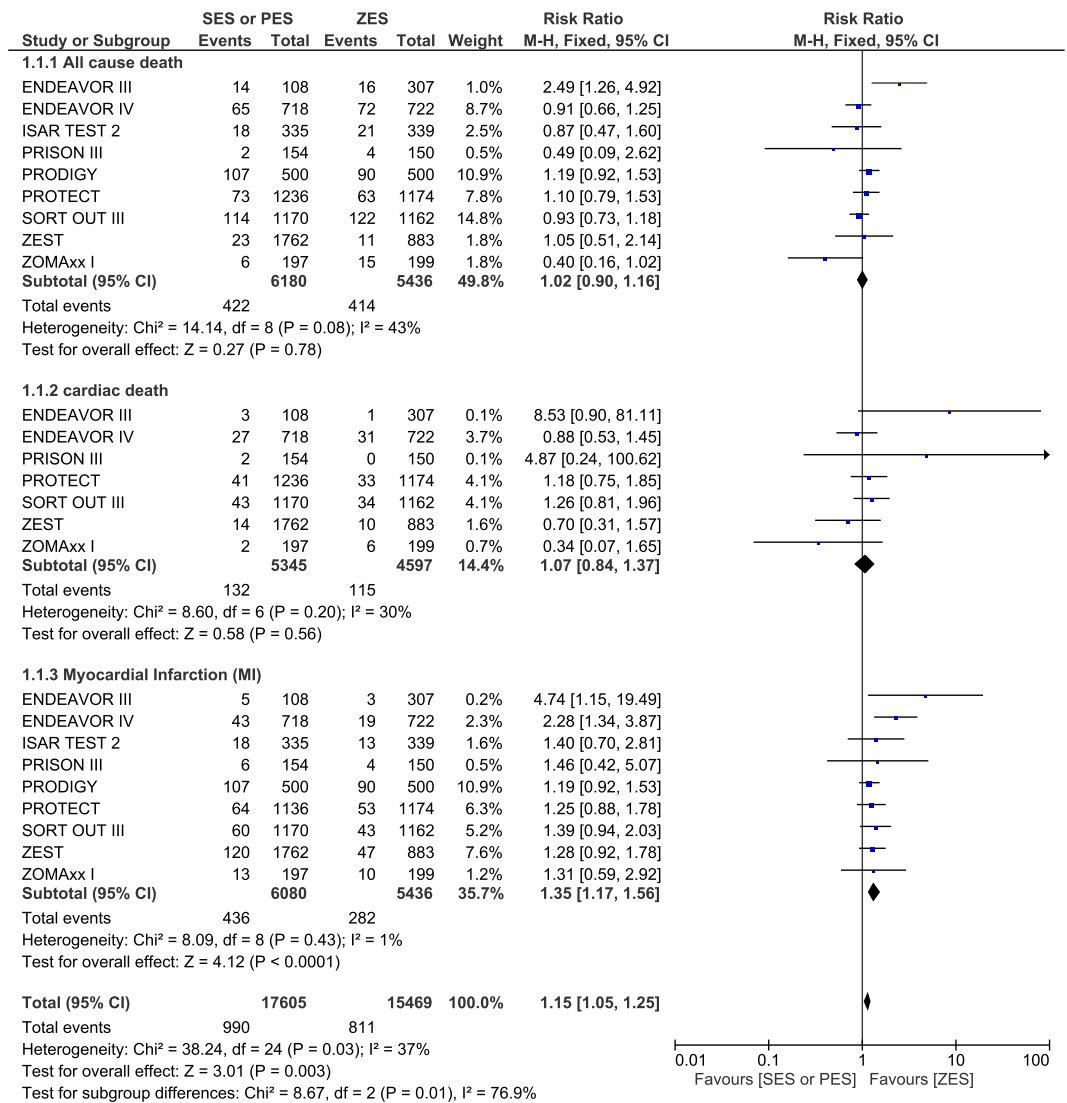 SES or PES ZES Risk Ratio Risk Ratio
Study or Subgroup Events Total Events Total Weight M-H, Fixed, 95% CI M-H, Fixed, 95% CI
1.1.1 All cause death
ENDEAVOR III 14 108 16 307 1.0% 2.49 [1.26, 4.92]
ENDEAVOR IV 65 718 72 722 8.7% 0.91 [0.66, 1.25]
ISAR TEST 2 18 335 21 339 2.5% 0.87 [0.47, 1.60]
PRISON III 2 154 4 150 0.5% 0.49 [0.09, 2.62]
PRODIGY 107 500 90 500 10.9% 1.19 [0.92, 1.53]
PROTECT 73 1236 63 1174 7.8% 1.10 [0.79, 1.53]
SORT OUT III 114 1170 122 1162 14.8% 0.93 [0.73, 1.18]
ZEST 23 1762 11 883 1.8% 1.05 [0.51, 2.14]
ZOMAxx I 6 197 15 199 1.8% 0.40 [0.16, 1.02]
Subtotal (95% CI) 6180 5436 49.8% 1.02 [0.90, 1.16]
Total events 422 414
Heterogeneity: Chi² = 14.14, df = 8 (P = 0.08); I² = 43%
Test for overall effect: Z = 0.27 (P = 0.78)
1.1.2 cardiac death
ENDEAVOR III 3 108 1 307 0.1% 8.53 [0.90, 81.11]
ENDEAVOR IV 27 718 31 722 3.7% 0.88 [0.53, 1.45]
PRISON III 2 154 0 150 0.1% 4.87 [0.24, 100.62]
PROTECT 41 1236 33 1174 4.1% 1.18 [0.75, 1.85]
SORT OUT III 43 1170 34 1162 4.1% 1.26 [0.81, 1.96]
ZEST 14 1762 10 883 1.6% 0.70 [0.31, 1.57]
ZOMAxx I 2 197 6 199 0.7% 0.34 [0.07, 1.65]
Subtotal (95% CI) 5345 4597 14.4% 1.07 [0.84, 1.37]
Total events 132 115
Heterogeneity: Chi² = 8.60, df = 6 (P = 0.20); I² = 30%
Test for overall effect: Z = 0.58 (P = 0.56)
1.1.3 Myocardial Infarction (MI)
ENDEAVOR III 5 108 3 307 0.2% 4.74 [1.15, 19.49]
ENDEAVOR IV 43 718 19 722 2.3% 2.28 [1.34, 3.87]
ISAR TEST 2 18 335 13 339 1.6% 1.40 [0.70, 2.81]
PRISON III 6 154 4 150 0.5% 1.46 [0.42, 5.07]
PRODIGY 107 500 90 500 10.9% 1.19 [0.92, 1.53]
PROTECT 64 1136 53 1174 6.3% 1.25 [0.88, 1.78]
SORT OUT III 60 1170 43 1162 5.2% 1.39 [0.94, 2.03]
ZEST 120 1762 47 883 7.6% 1.28 [0.92, 1.78]
ZOMAxx I 13 197 10 199 1.2% 1.31 [0.59, 2.92]
Subtotal (95% CI) 6080 5436 35.7% 1.35 [1.17, 1.56]
Total events 436 282
Heterogeneity: Chi² = 8.09, df = 8 (P = 0.43); I² = 1%
Test for overall effect: Z = 4.12 (P < 0.0001)
Total (95% CI) 17605 15469 100.0% 1.15 [1.05, 1.25]
Total events 990 811
Heterogeneity: Chi² = 38.24, df = 24 (P = 0.03); I² = 37%
Test for overall effect: Z = 3.01 (P = 0.003)
Test for subgroup differences: Chi² = 8.67, df = 2 (P = 0.01), I² = 76.9%
0.01 0.1 1 10 100
Favours [SES or PES] Favours [ZES]